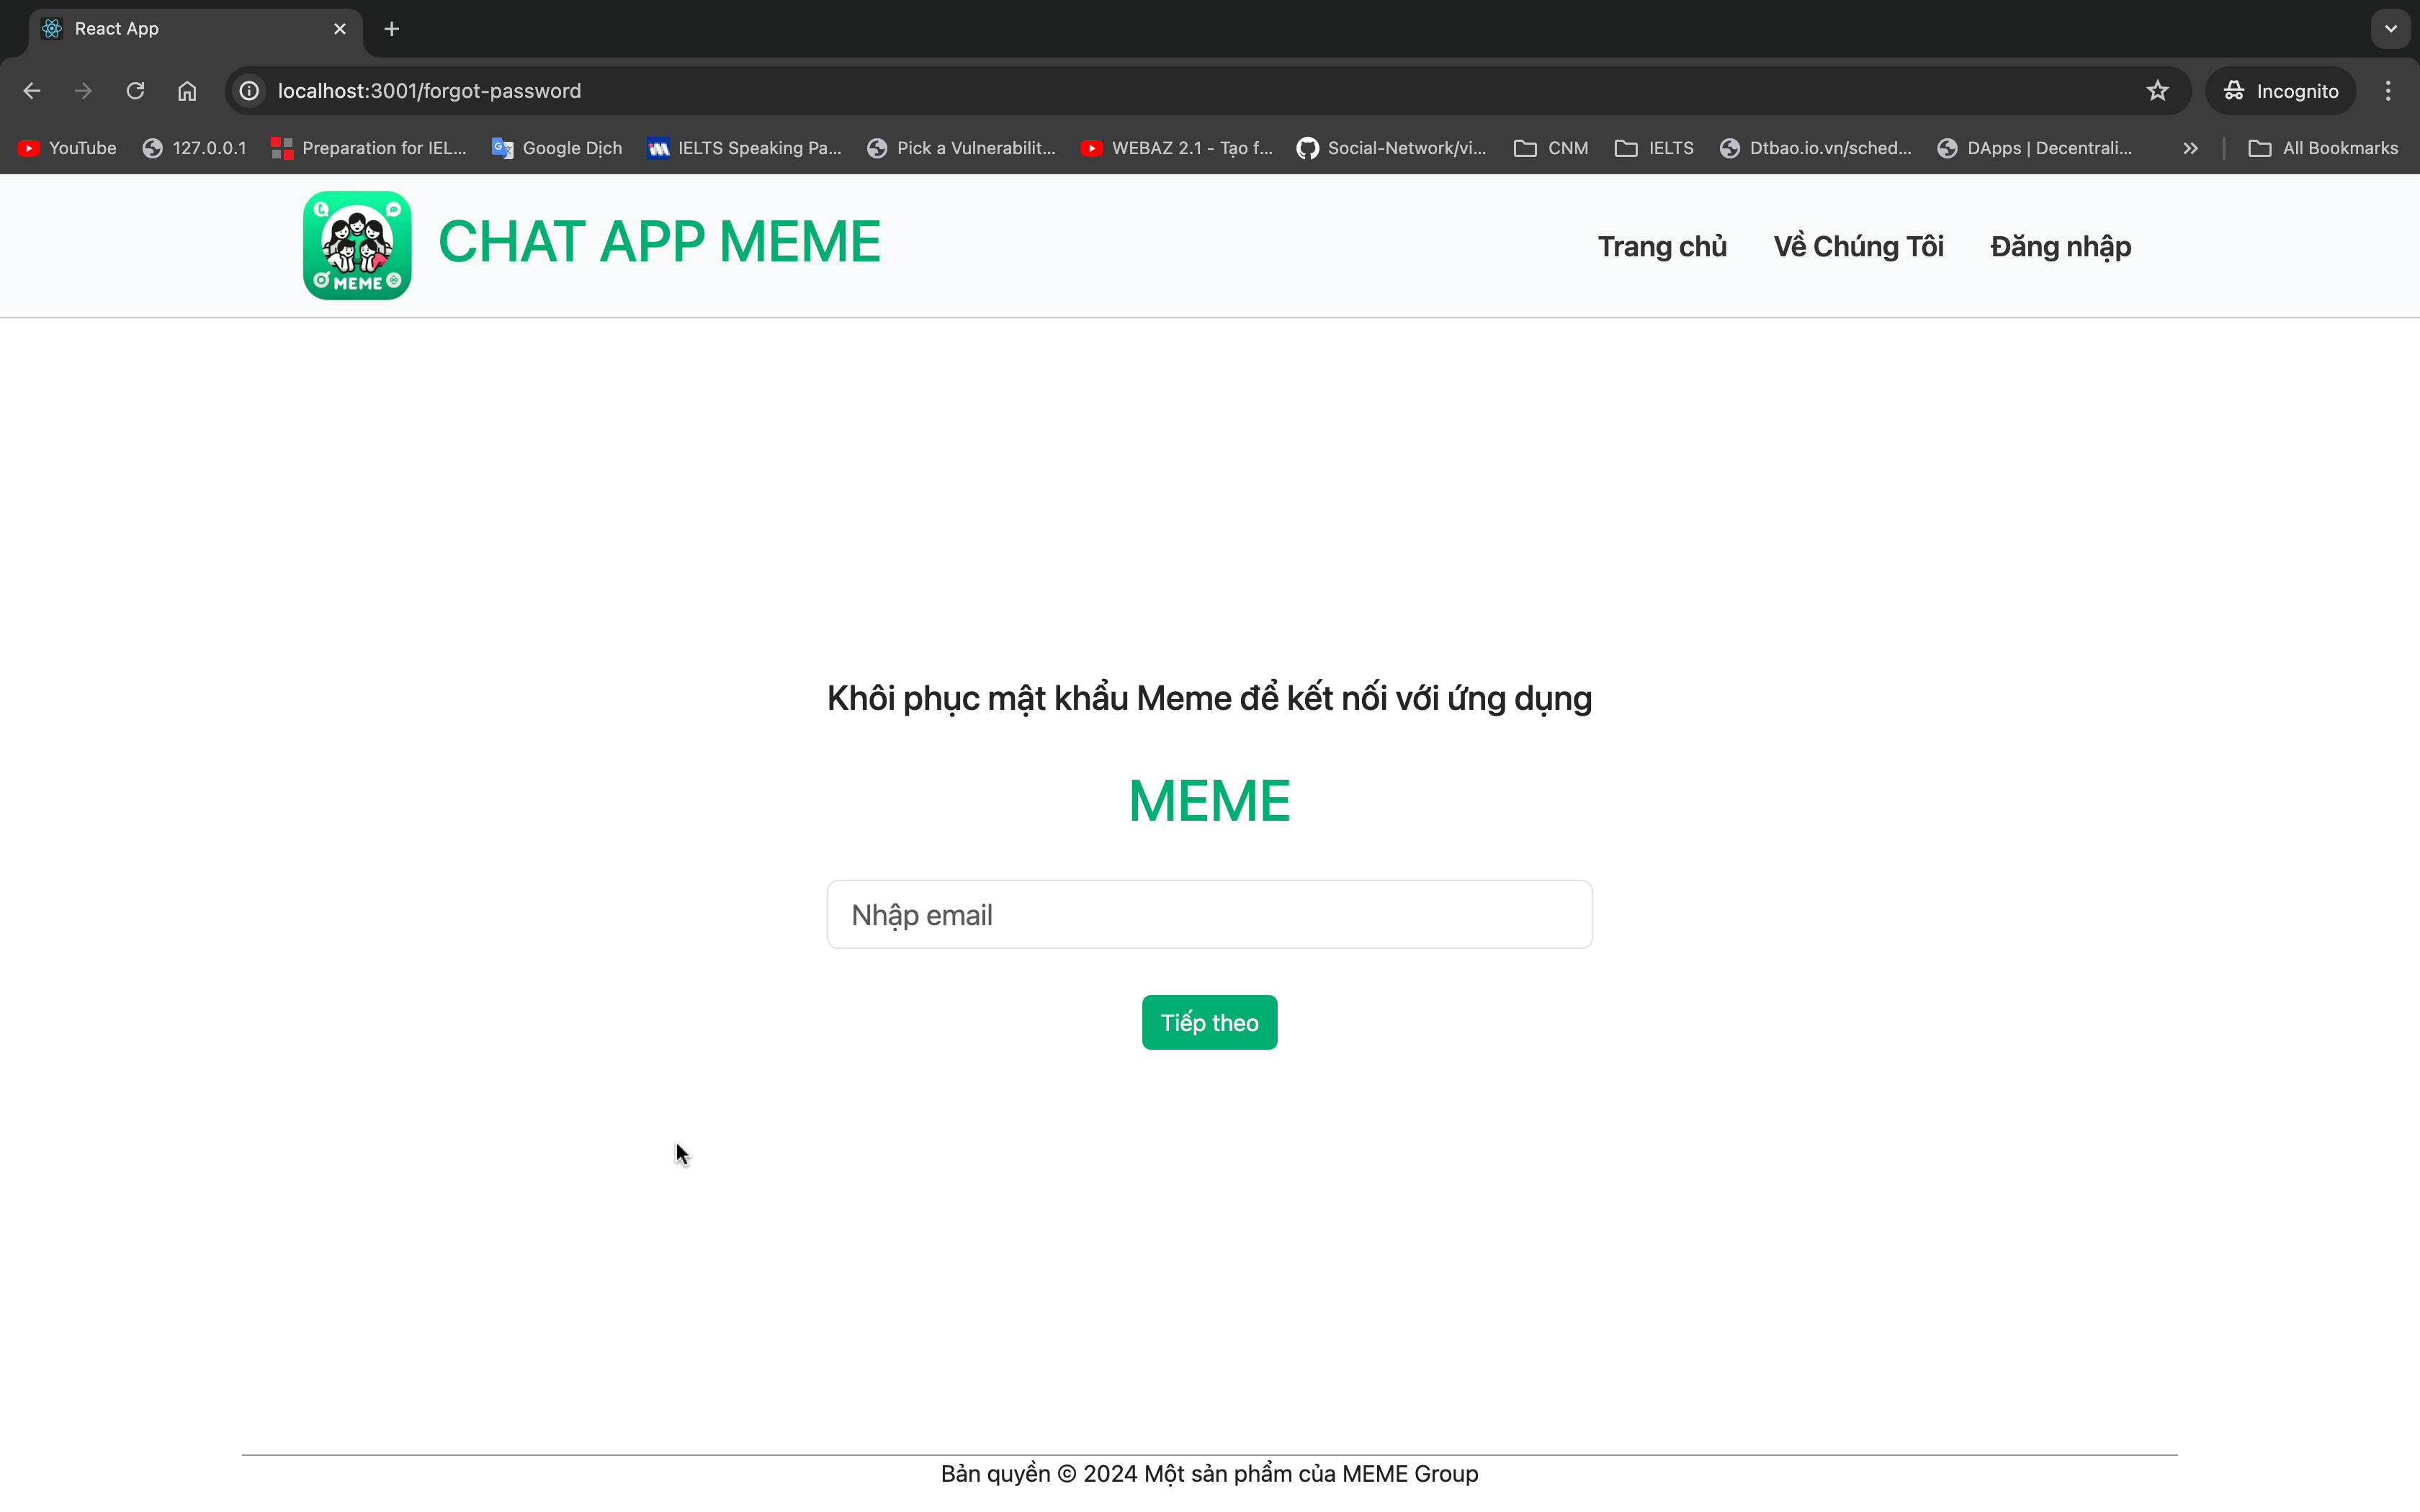 React App
localhost:3001/forgot-password
Incognito
YouTube 127.0.0.1 Preparation for IEL... Google Dịch IELTS Speaking Pa... Pick a Vulnerabilit... WEBAZ 2.1 - Tạo f... Social-Network/vi... CNM IELTS Dtbao.io.vn/sched... DApps | Decentrali... All Bookmarks
MEME
CHAT APP MEME
Trang chủ Về Chúng Tôi Đăng nhập
Khôi phục mật khẩu Meme để kết nối với ứng dụng
MEME
Nhập email
Tiếp theo
Bản quyền © 2024 Một sản phẩm của MEME Group